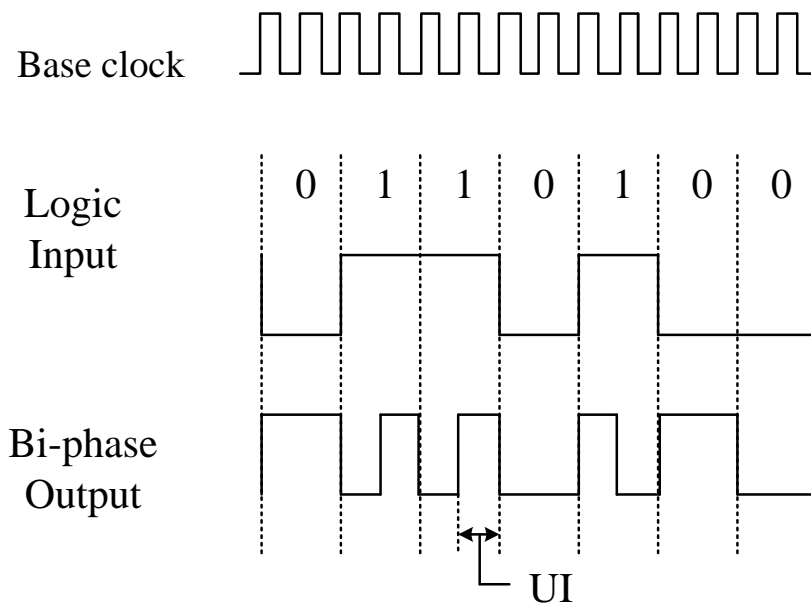 Base clock
0 1 1 0 1 0 0
Logic
Input
Bi-phase
Output
UI